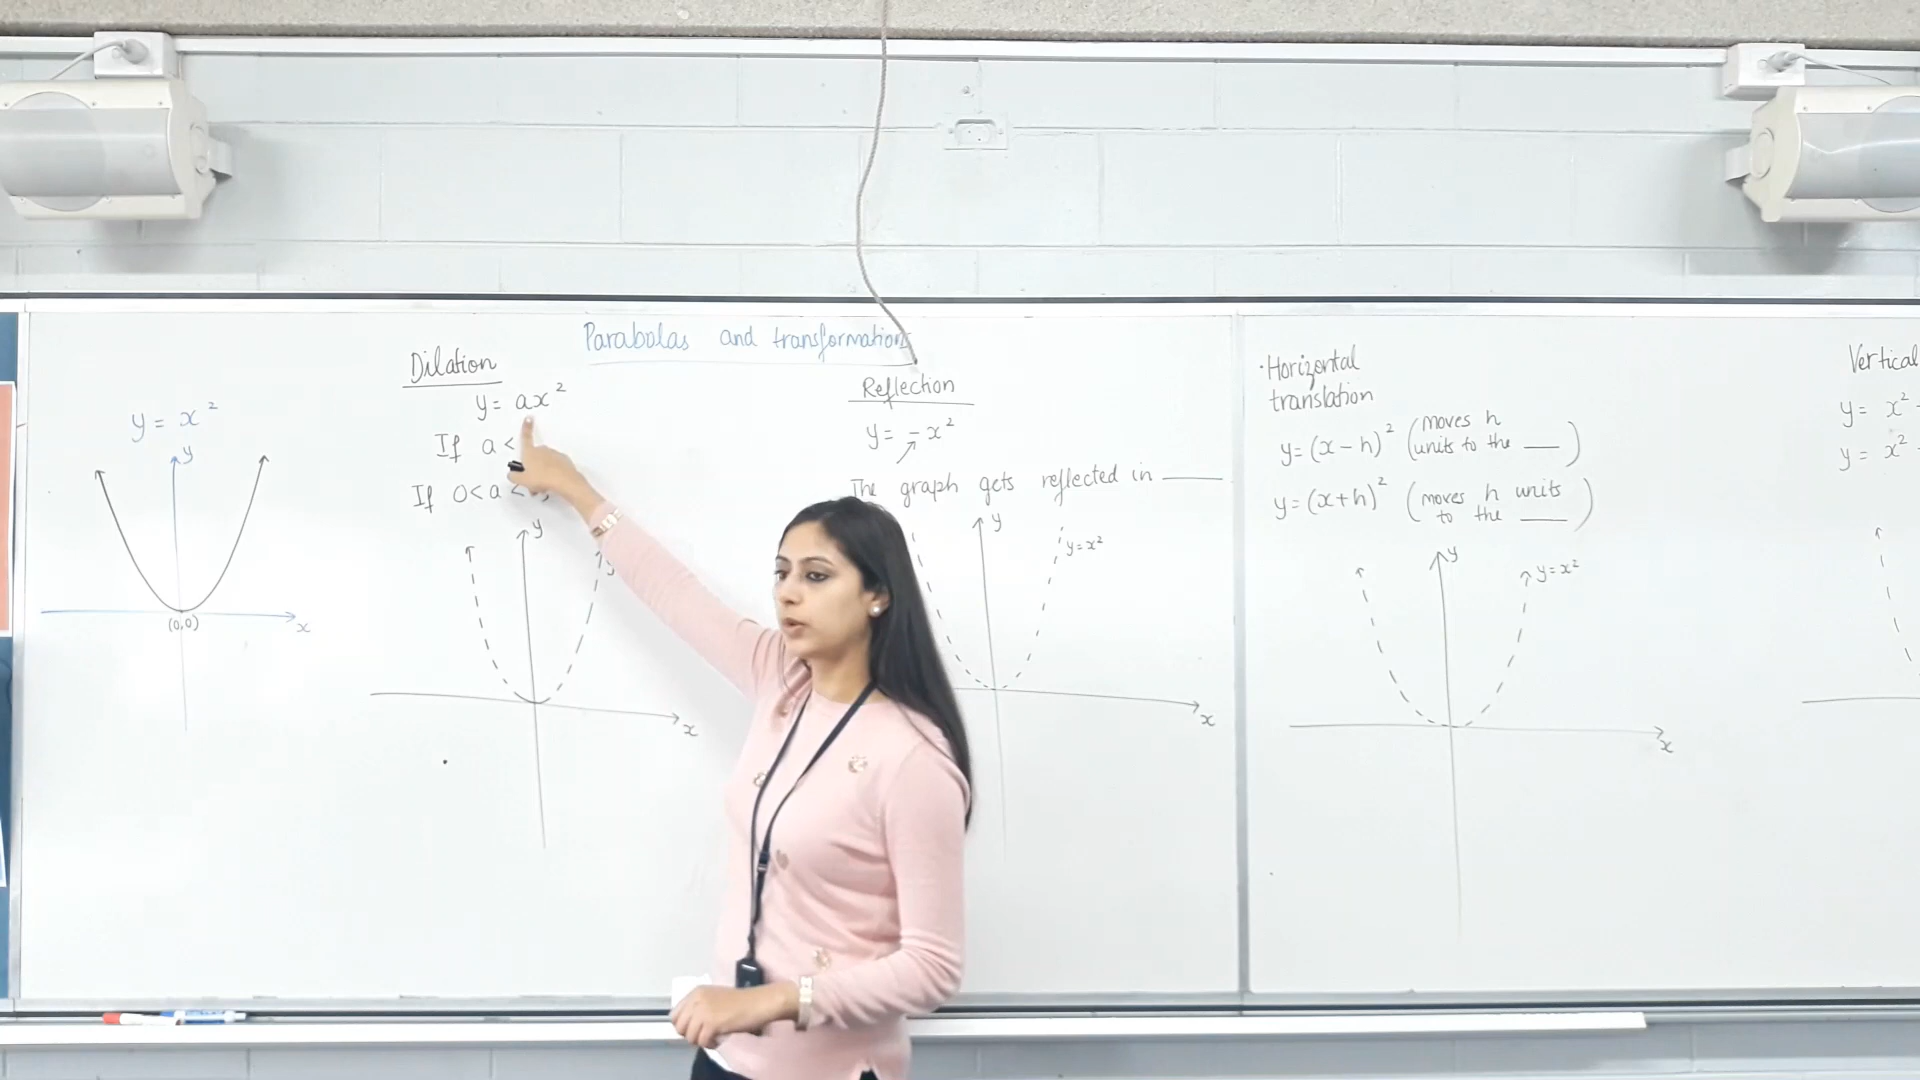 Parabolas and transformations
y = x²
y
x
(0,0)
Dilation
y = ax²
If a <
If 0 < a <
y
x
Reflection
y = - x²
The graph gets reflected in ____
y
y = x²
x
· Horizontal
translation
y = (x - h)² (moves h
units to the ___)
y = (x + h)² (moves h units
to the ___)
y
y = x²
x
Vertical
y = x²
y = x²